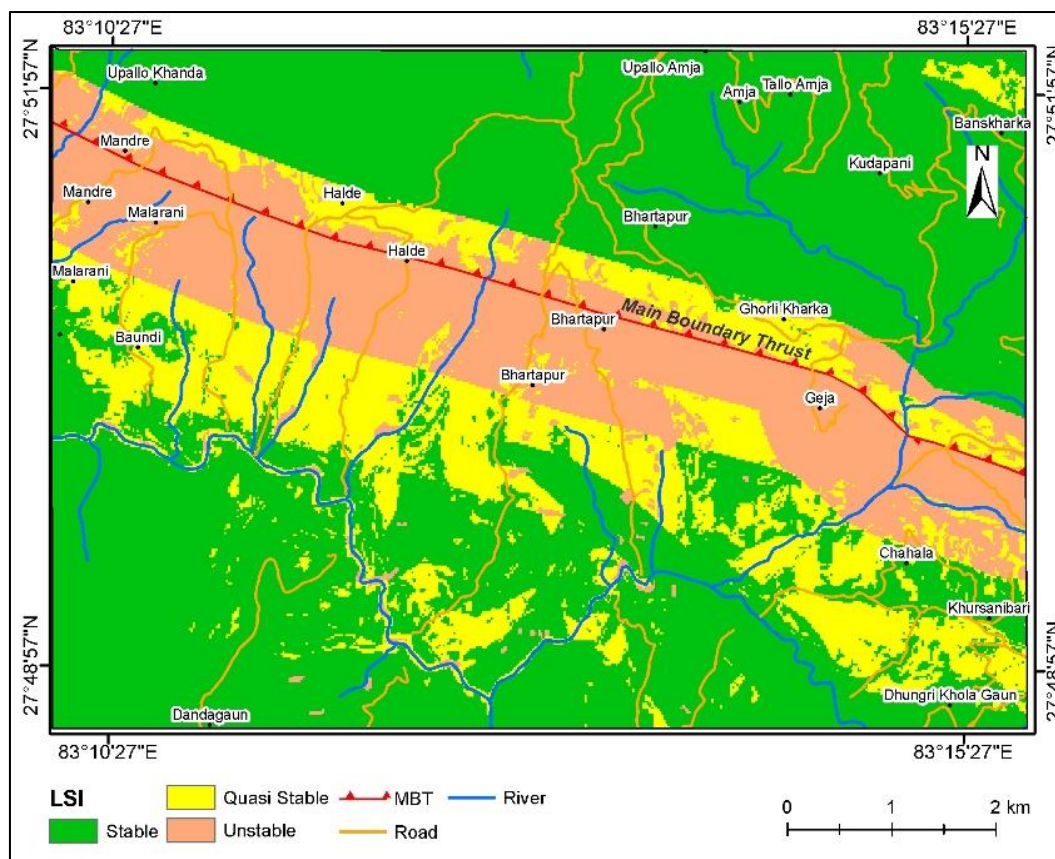 83°10'27"E
83°15'27"E
27°51'57"N
27°51'57"N
Upallo Khanda
Upallo Amja
Amja
Tallo Amja
Banskharka
Mandre
Kudapani
N
Mandre
Halde
Malarani
Bhartapur
Halde
Malarani
Main Boundary Thrust
Ghorli Kharka
Bhartapur
Baundi
Bhartapur
Geja
Chahala
Khursanibari
27°48'57"N
27°48'57"N
Dhungri Khola Gaun
Dandagaun
83°10'27"E
83°15'27"E
LSI
Quasi Stable
MBT
River
Stable
Unstable
Road
0 1 2 km